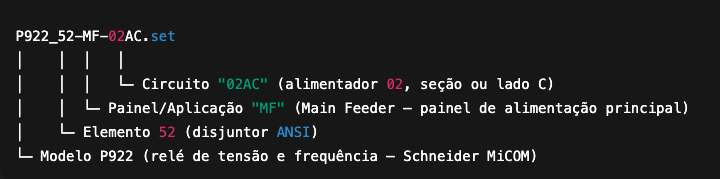 P922_52-MF-02AC.set
│ │ │ │
│ │ │ └─ Circuito "02AC" (alimentador 02, seção ou lado C)
│ │ └─ Painel/Aplicação "MF" (Main Feeder – painel de alimentação principal)
│ └─ Elemento 52 (disjuntor ANSI)
└─ Modelo P922 (relé de tensão e frequência – Schneider MiCOM)